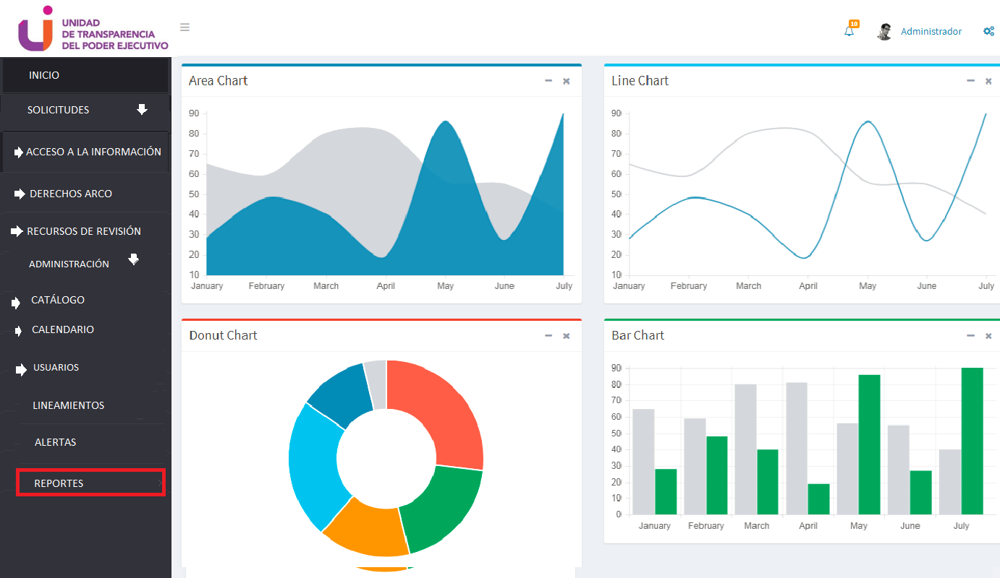 UNIDAD
DE TRANSPARENCIA
DEL PODER EJECUTIVO
10
Administrador
INICIO
SOLICITUDES
ACCESO A LA INFORMACIÓN
DERECHOS ARCO
RECURSOS DE REVISIÓN
ADMINISTRACIÓN
CATÁLOGO
CALENDARIO
USUARIOS
LINEAMIENTOS
ALERTAS
REPORTES
Area Chart
90
80
70
60
50
40
30
20
10
January February March April May June July
Line Chart
90
80
70
60
50
40
30
20
10
January February March April May June July
Donut Chart
Bar Chart
90
80
70
60
50
40
30
20
10
0
January February March April May June July